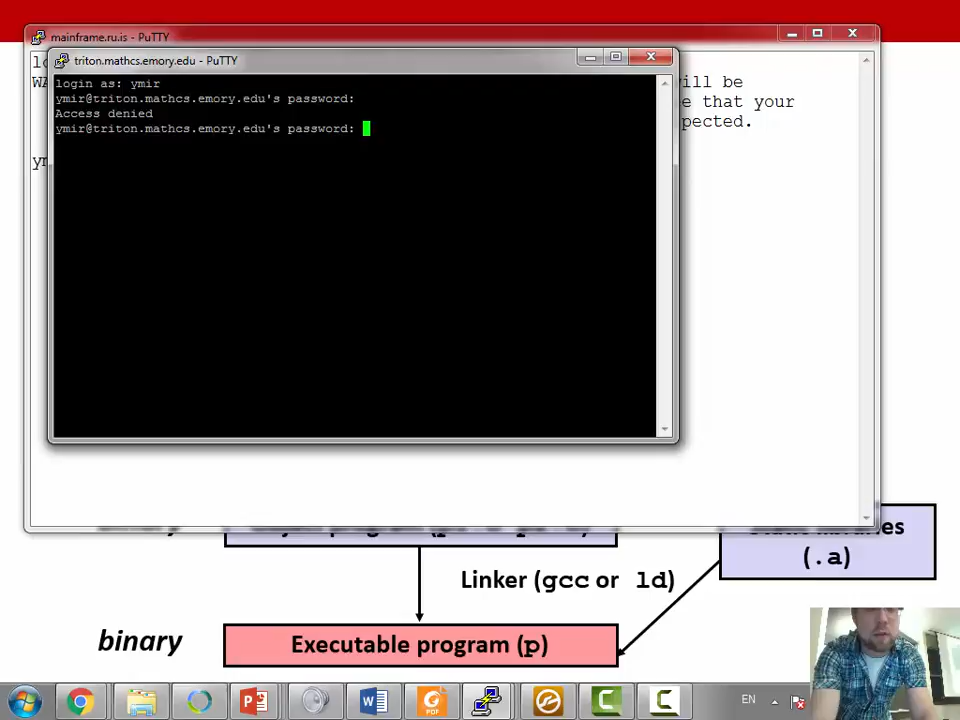 mainframe.ru.is - PuTTY
triton.mathcs.emory.edu - PuTTY
login as: ymir
ymir@triton.mathcs.emory.edu's password:
Access denied
ymir@triton.mathcs.emory.edu's password:
ill be
e that your
pected.
(.a)
Linker (gcc or ld)
binary
Executable program (p)
EN